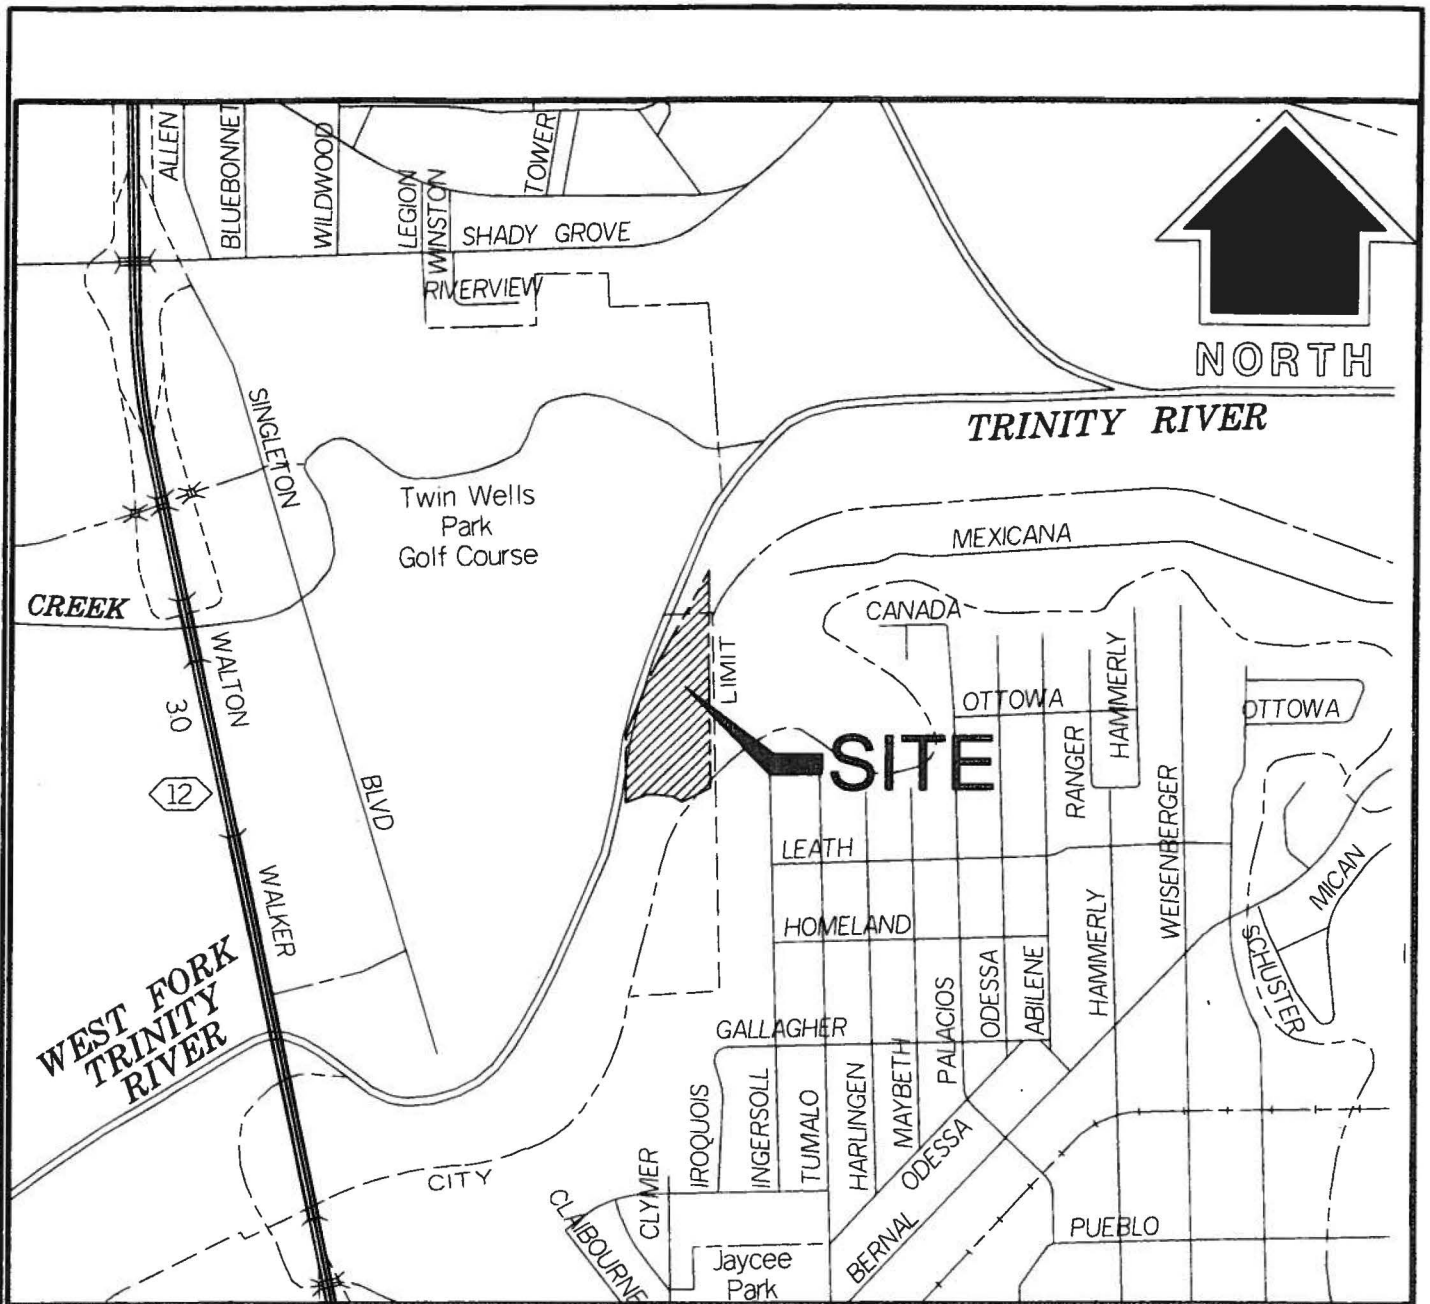 ALLEN
BLUEBONNET
WILDWOOD
LEGION
WINSTON
TOWER
SHADY GROVE
RIVERVIEW
NORTH
TRINITY RIVER
SINGLETON
Twin Wells
Park
Golf Course
MEXICANA
CREEK
CANADA
WALTON
LIMIT
HAMMERLY
OTTOWA
OTTOWA
30
RANGER
SITE
12
BLVD
WEISENBERGER
LEATH
WALKER
MICAN
HOMELAND
SCHUSTER
WEST FORK
TRINITY
RIVER
PALACIOS
ODESSA
ABILENE
HAMMERLY
GALLAGHER
IROQUOIS
INGERSOLL
TUMALO
HARLINGEN
MAYBETH
ODESSA
CITY
CLYMER
CLAIBOURNE
BERNAL
PUEBLO
Jaycee
Park